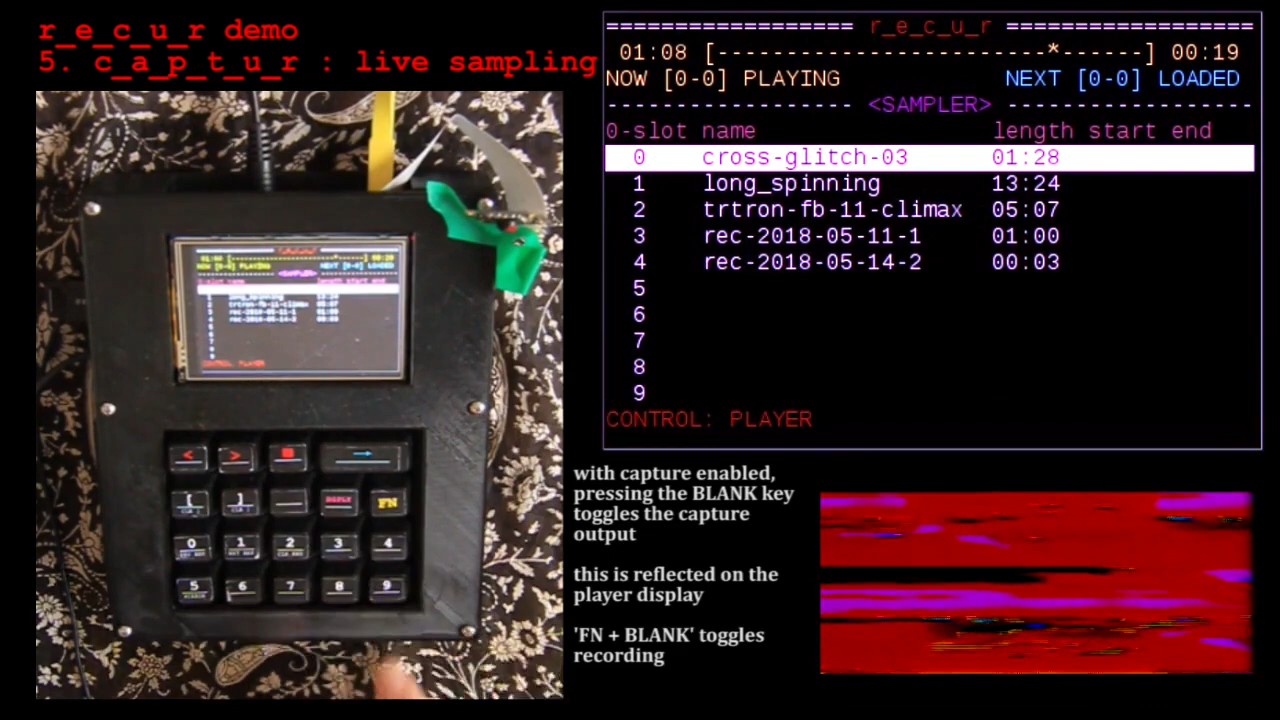 r_e_c_u_r demo
5. c_a_p_t_u_r : live sampling
=================== r_e_c_u_r ===================
01:08 [----------------------------*------] 00:19
NOW [0-0] PLAYING NEXT [0-0] LOADED
------------------- <SAMPLER> -------------------
0-slot name length start end
0 cross-glitch-03 01:28
1 long_spinning 13:24
2 trtron-fb-11-climax 05:07
3 rec-2018-05-11-1 01:00
4 rec-2018-05-14-2 00:03
5
6
7
8
9
CONTROL: PLAYER
with capture enabled,
pressing the BLANK key
toggles the capture
output
this is reflected on the
player display
'FN + BLANK' toggles
recording
< > →
[ ] DSPLY FN
0 1 2 3 4
5 6 7 8 9